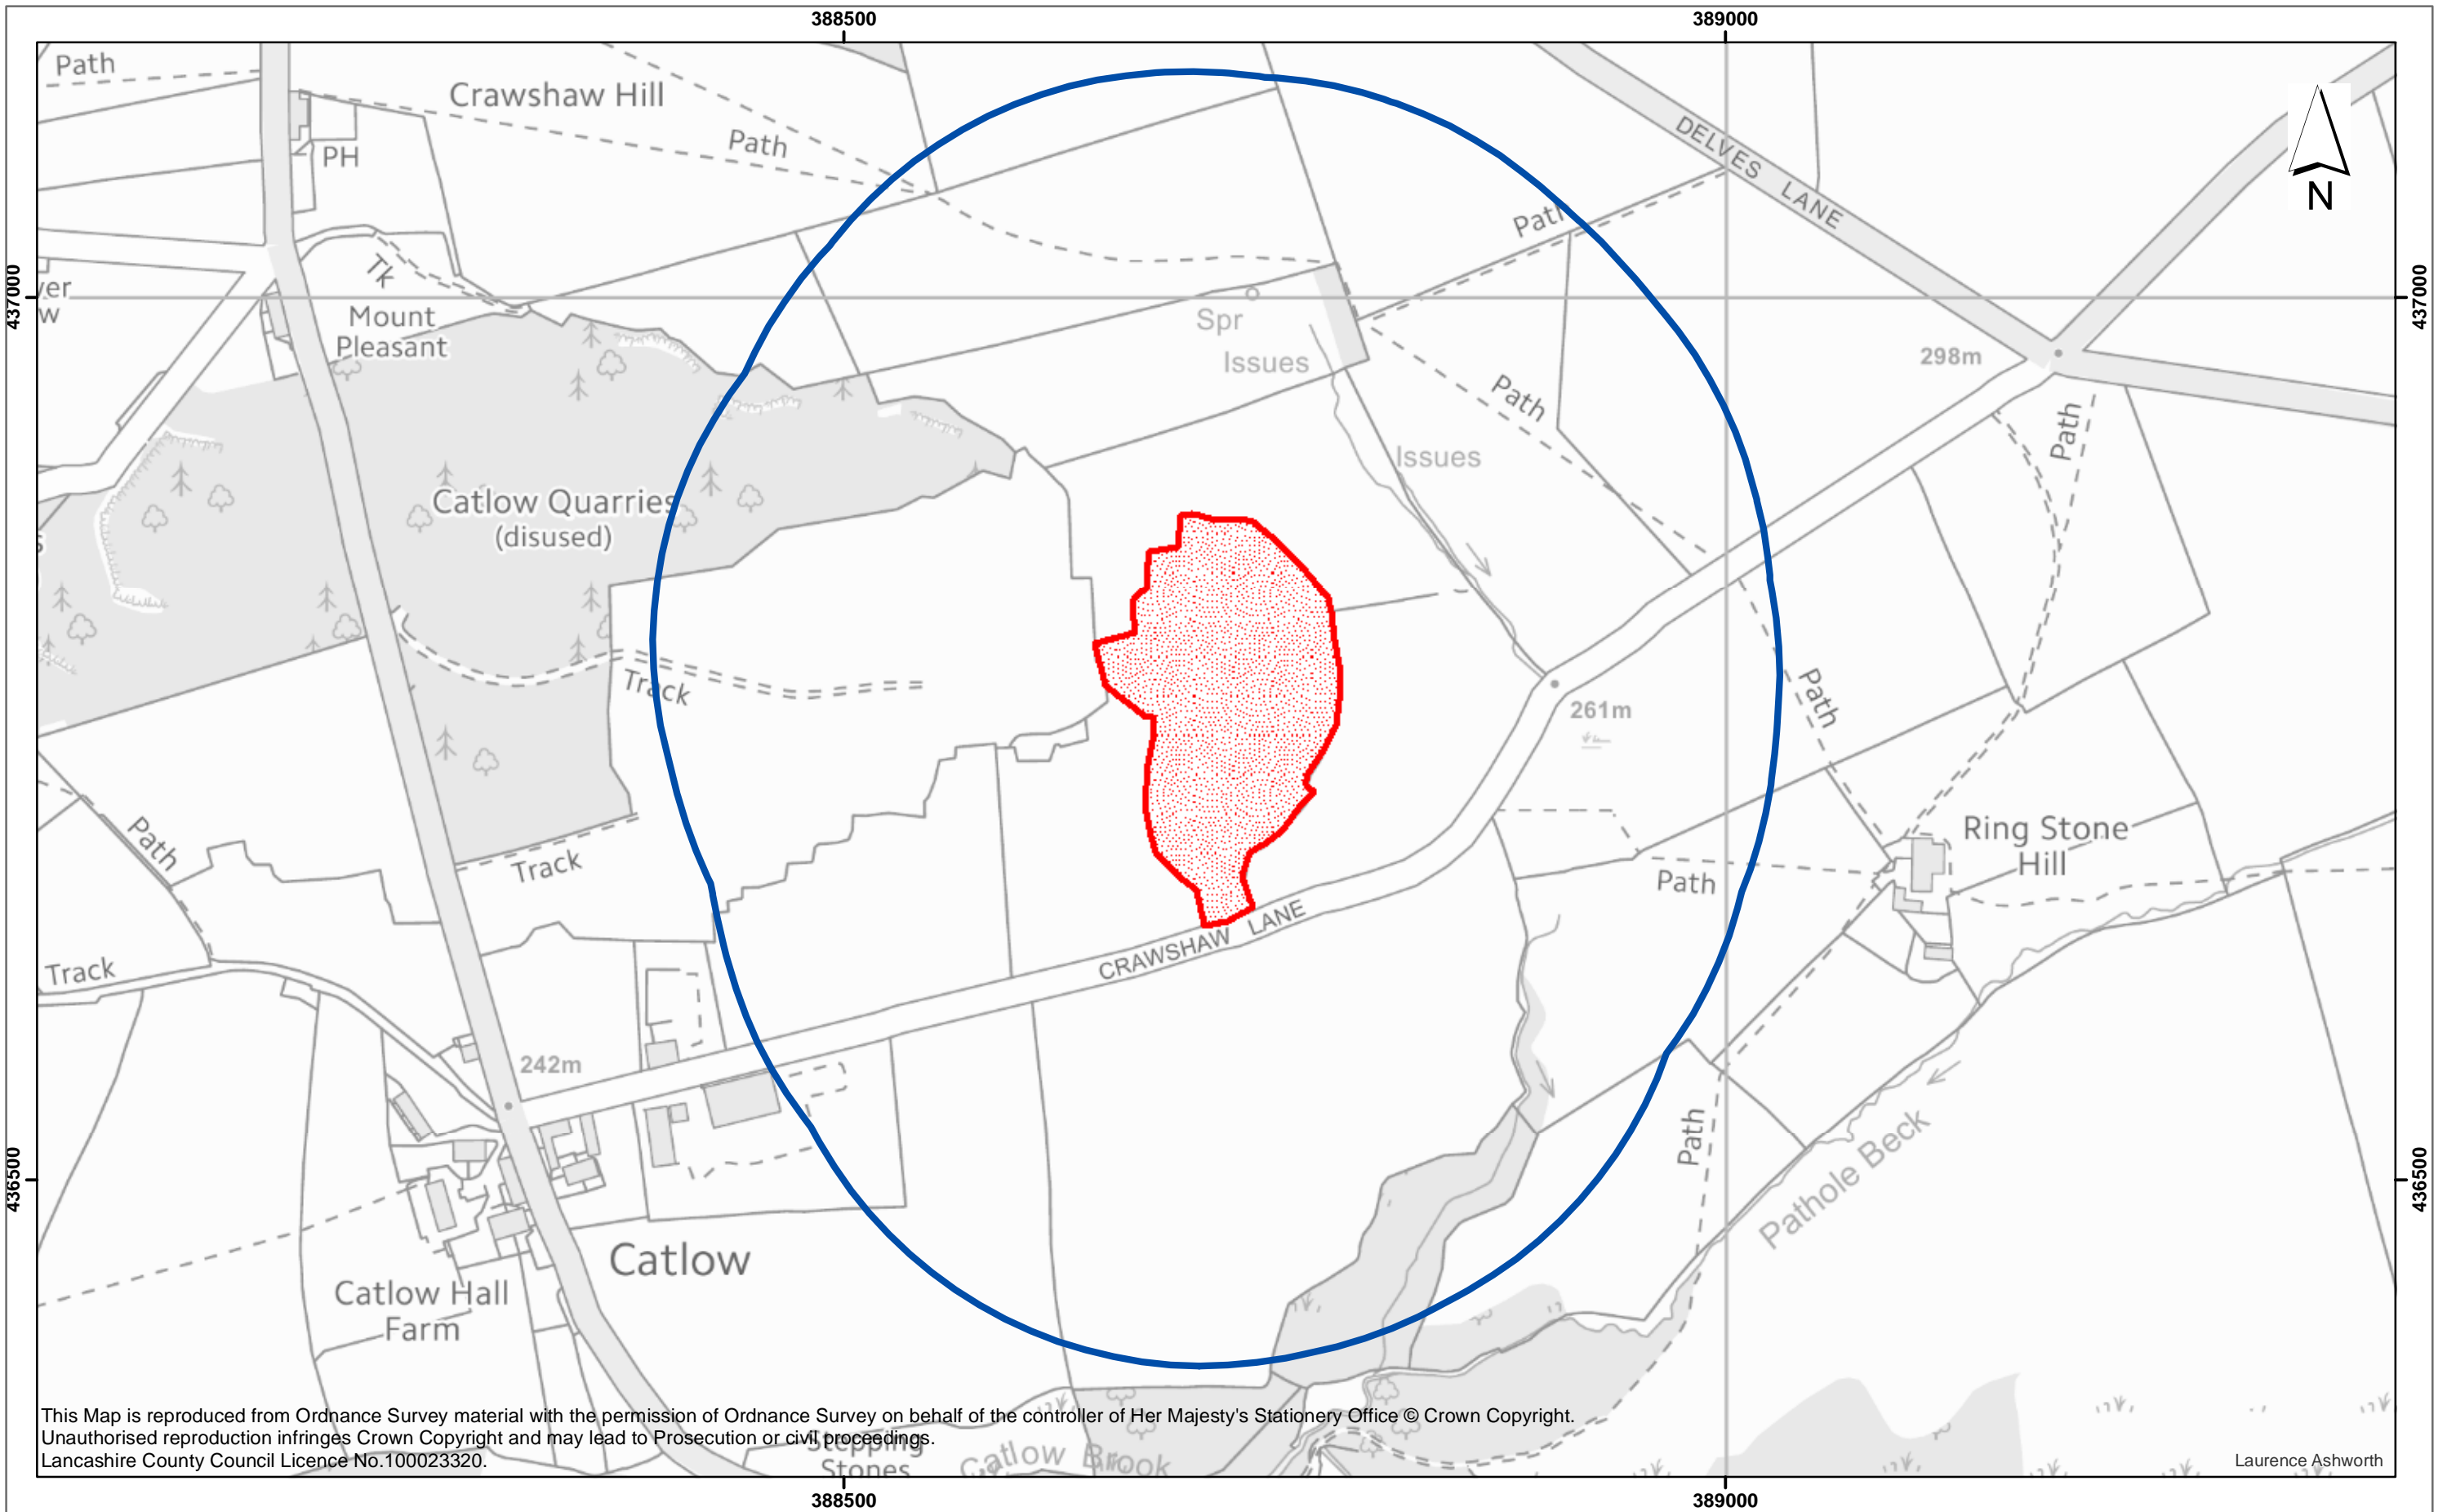 388500
389000
Path
Crawshaw Hill
Path
PH
DELVES LANE
N
Path
Tk
437000
437000
Mount
Pleasant
Spr
Issues
298m
Path
Path
Issues
Catlow Quarries
(disused)
Track
261m
Path
Path
Track
Ring Stone
Hill
Path
CRAWSHAW LANE
Track
242m
Path
436500
436500
Pathole Beck
Catlow
Catlow Hall
Farm
This Map is reproduced from Ordnance Survey material with the permission of Ordnance Survey on behalf of the controller of Her Majesty's Stationery Office © Crown Copyright.
Unauthorised reproduction infringes Crown Copyright and may lead to Prosecution or civil proceedings.
Lancashire County Council Licence No.100023320.
Stepping
Stones
Catlow Brook
Laurence Ashworth
388500
389000